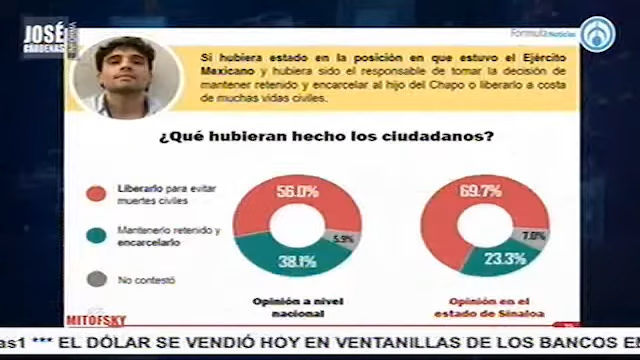 JOSÉ
CÁRDENAS
Fórmula Noticias
Si hubiera estado en la posición en que estuvo el Ejército
Mexicano y hubiera sido el responsable de tomar la decisión de
mantener retenido y encarcelar al hijo del Chapo o liberarlo a costa
de muchas vidas civiles.
¿Qué hubieran hecho los ciudadanos?
Liberarlo para evitar
muertes civiles
Mantenerlo retenido y
encarcelarlo
No contestó
56.0%
5.9%
38.1%
69.7%
7.0%
23.3%
Opinión a nivel
nacional
Opinión en el
estado de Sinaloa
MITOFSKY
as1 *** EL DÓLAR SE VENDIÓ HOY EN VENTANILLAS DE LOS BANCOS E